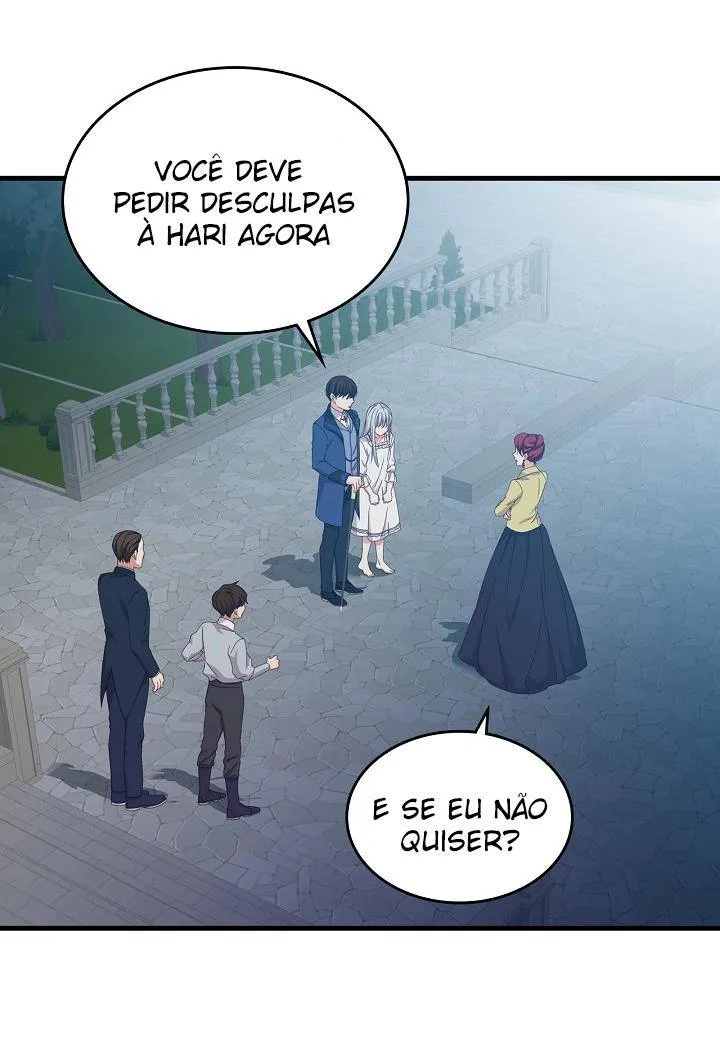 VOCÊ DEVE
PEDIR DESCULPAS
À HARI AGORA
E SE EU NÃO
QUISER?